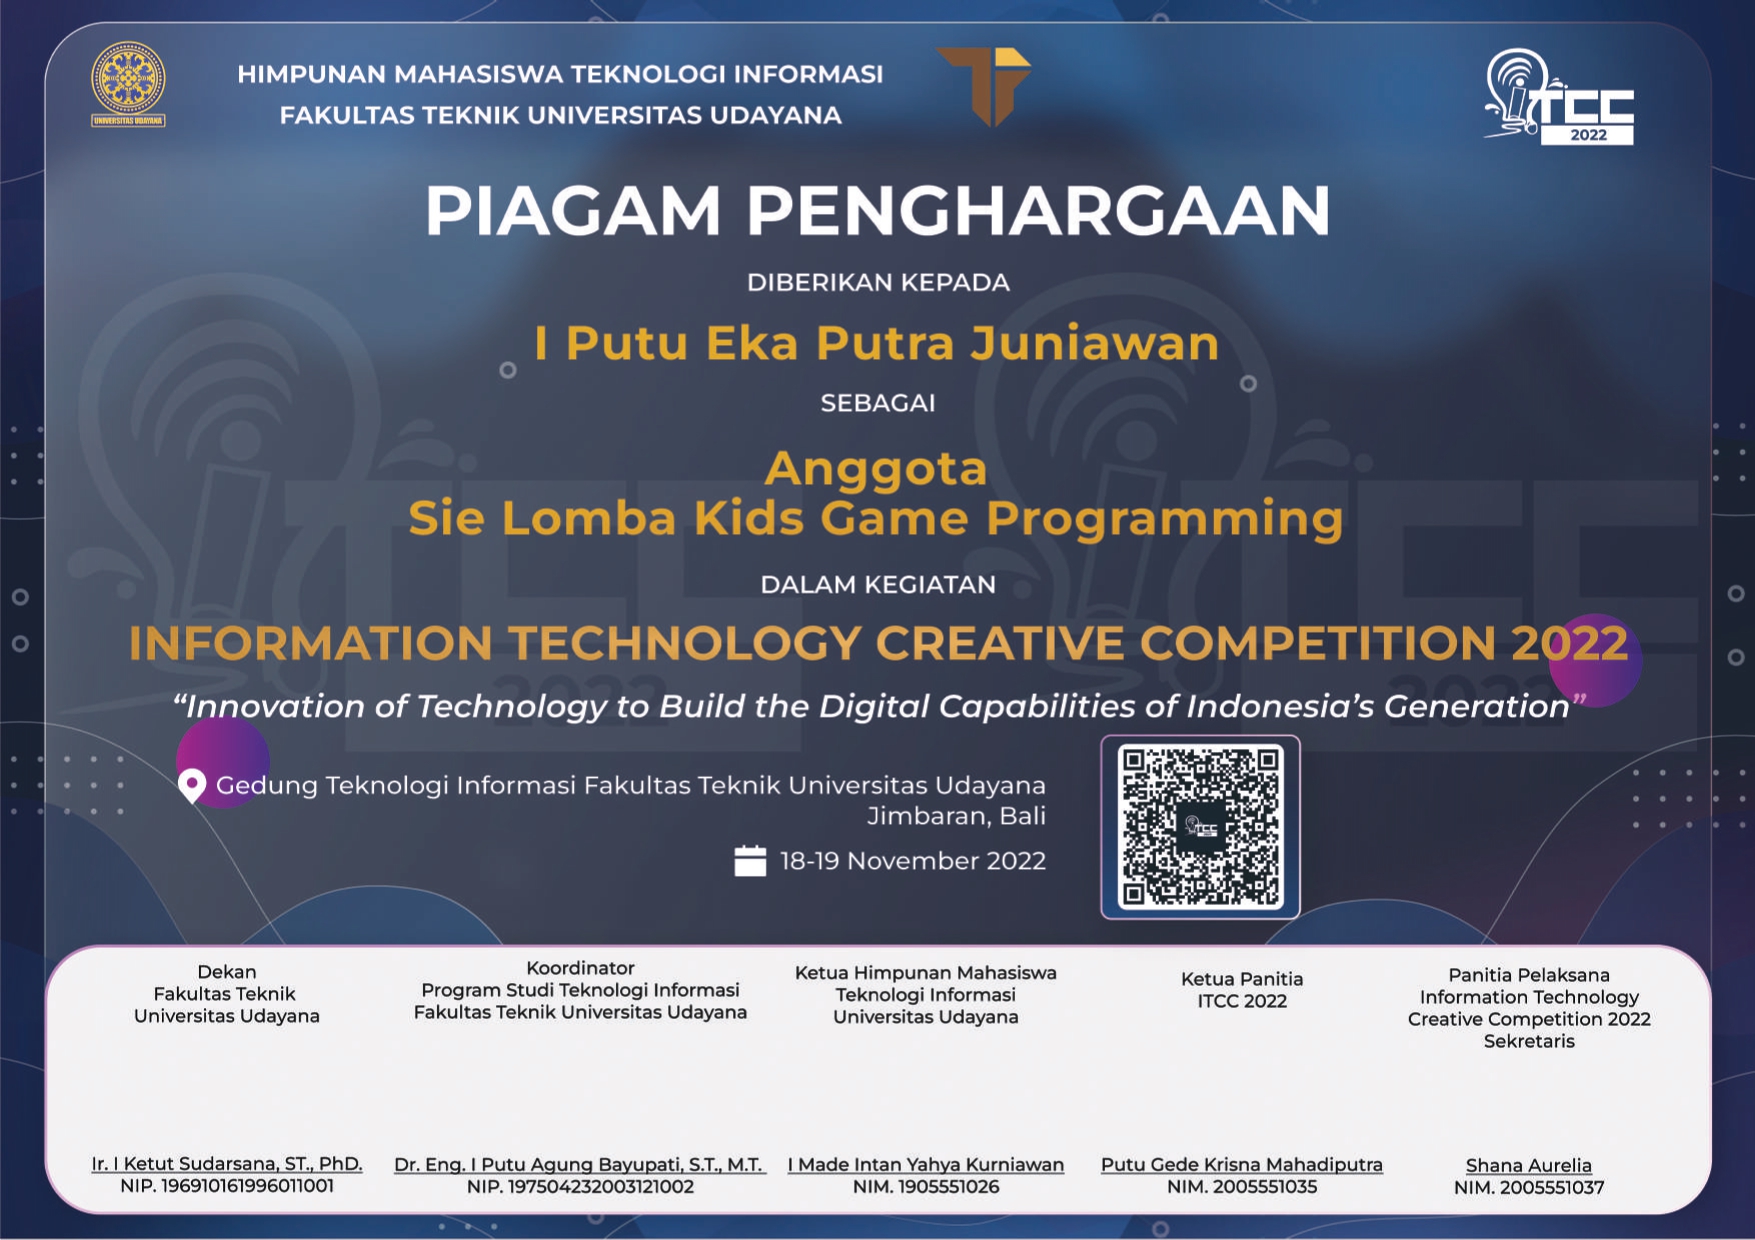 UNIVERSITAS UDAYANA
HIMPUNAN MAHASISWA TEKNOLOGI INFORMASI
FAKULTAS TEKNIK UNIVERSITAS UDAYANA
ITCC
2022
PIAGAM PENGHARGAAN
DIBERIKAN KEPADA
I Putu Eka Putra Juniawan
SEBAGAI
Anggota
Sie Lomba Kids Game Programming
DALAM KEGIATAN
INFORMATION TECHNOLOGY CREATIVE COMPETITION 2022
“Innovation of Technology to Build the Digital Capabilities of Indonesia’s Generation”
Gedung Teknologi Informasi Fakultas Teknik Universitas Udayana
Jimbaran, Bali
18-19 November 2022
Dekan
Fakultas Teknik
Universitas Udayana
Ir. I Ketut Sudarsana, ST., PhD.
NIP. 196910161996011001
Koordinator
Program Studi Teknologi Informasi
Fakultas Teknik Universitas Udayana
Dr. Eng. I Putu Agung Bayupati, S.T., M.T.
NIP. 197504232003121002
Ketua Himpunan Mahasiswa
Teknologi Informasi
Universitas Udayana
I Made Intan Yahya Kurniawan
NIM. 1905551026
Ketua Panitia
ITCC 2022
Putu Gede Krisna Mahadiputra
NIM. 2005551035
Panitia Pelaksana
Information Technology
Creative Competition 2022
Sekretaris
Shana Aurelia
NIM. 2005551037